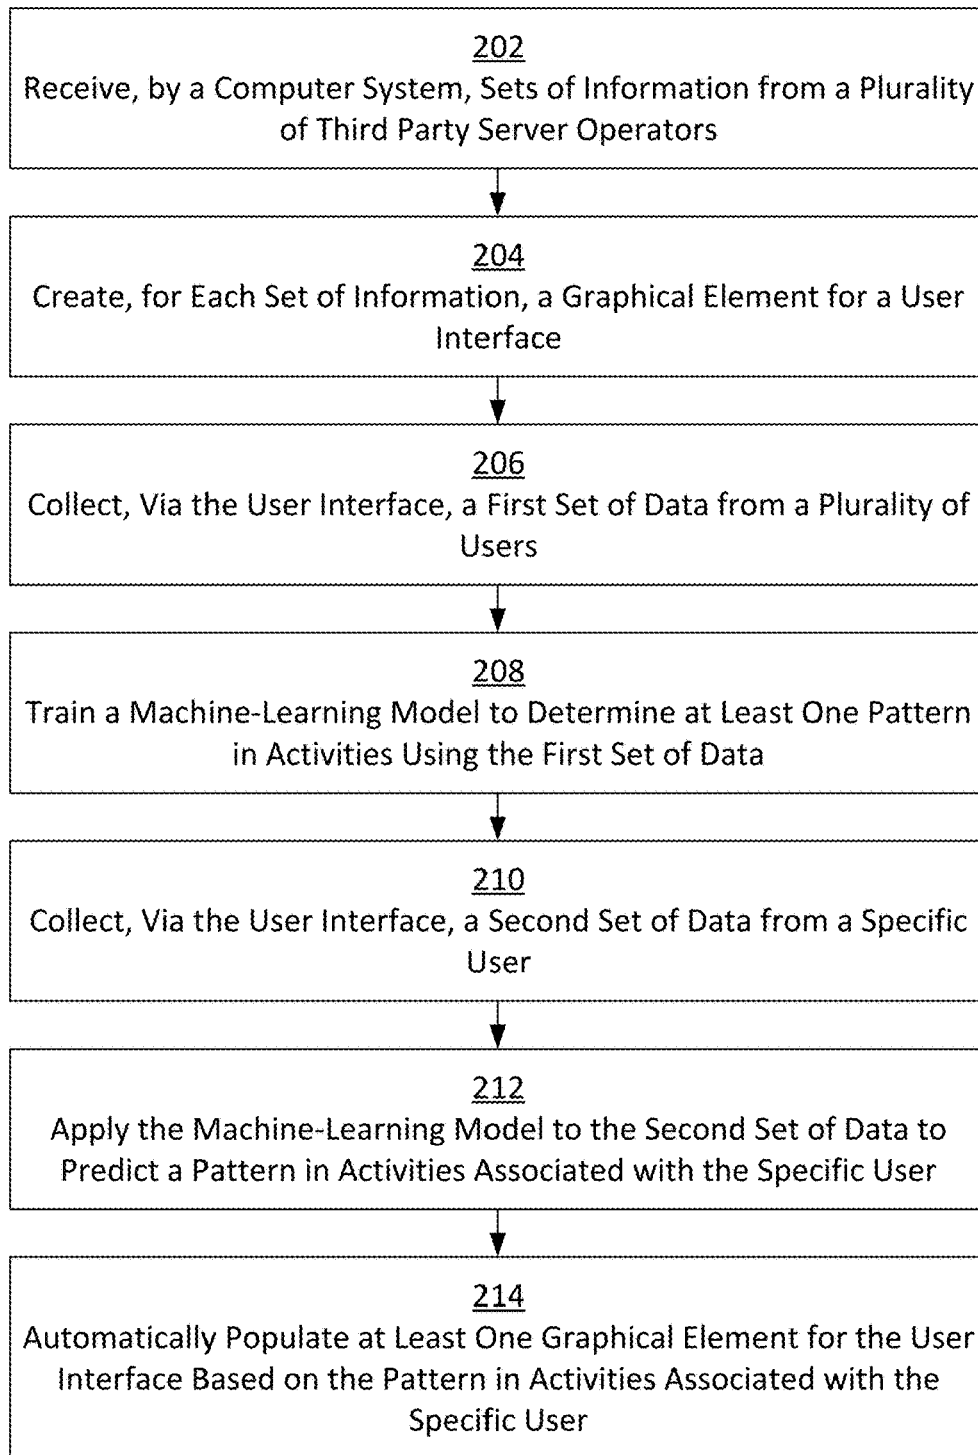 202
Receive, by a Computer System, Sets of Information from a Plurality
of Third Party Server Operators
204
Create, for Each Set of Information, a Graphical Element for a User
Interface
206
Collect, Via the User Interface, a First Set of Data from a Plurality of
Users
208
Train a Machine-Learning Model to Determine at Least One Pattern
in Activities Using the First Set of Data
210
Collect, Via the User Interface, a Second Set of Data from a Specific
User
212
Apply the Machine-Learning Model to the Second Set of Data to
Predict a Pattern in Activities Associated with the Specific User
214
Automatically Populate at Least One Graphical Element for the User
Interface Based on the Pattern in Activities Associated with the
Specific User